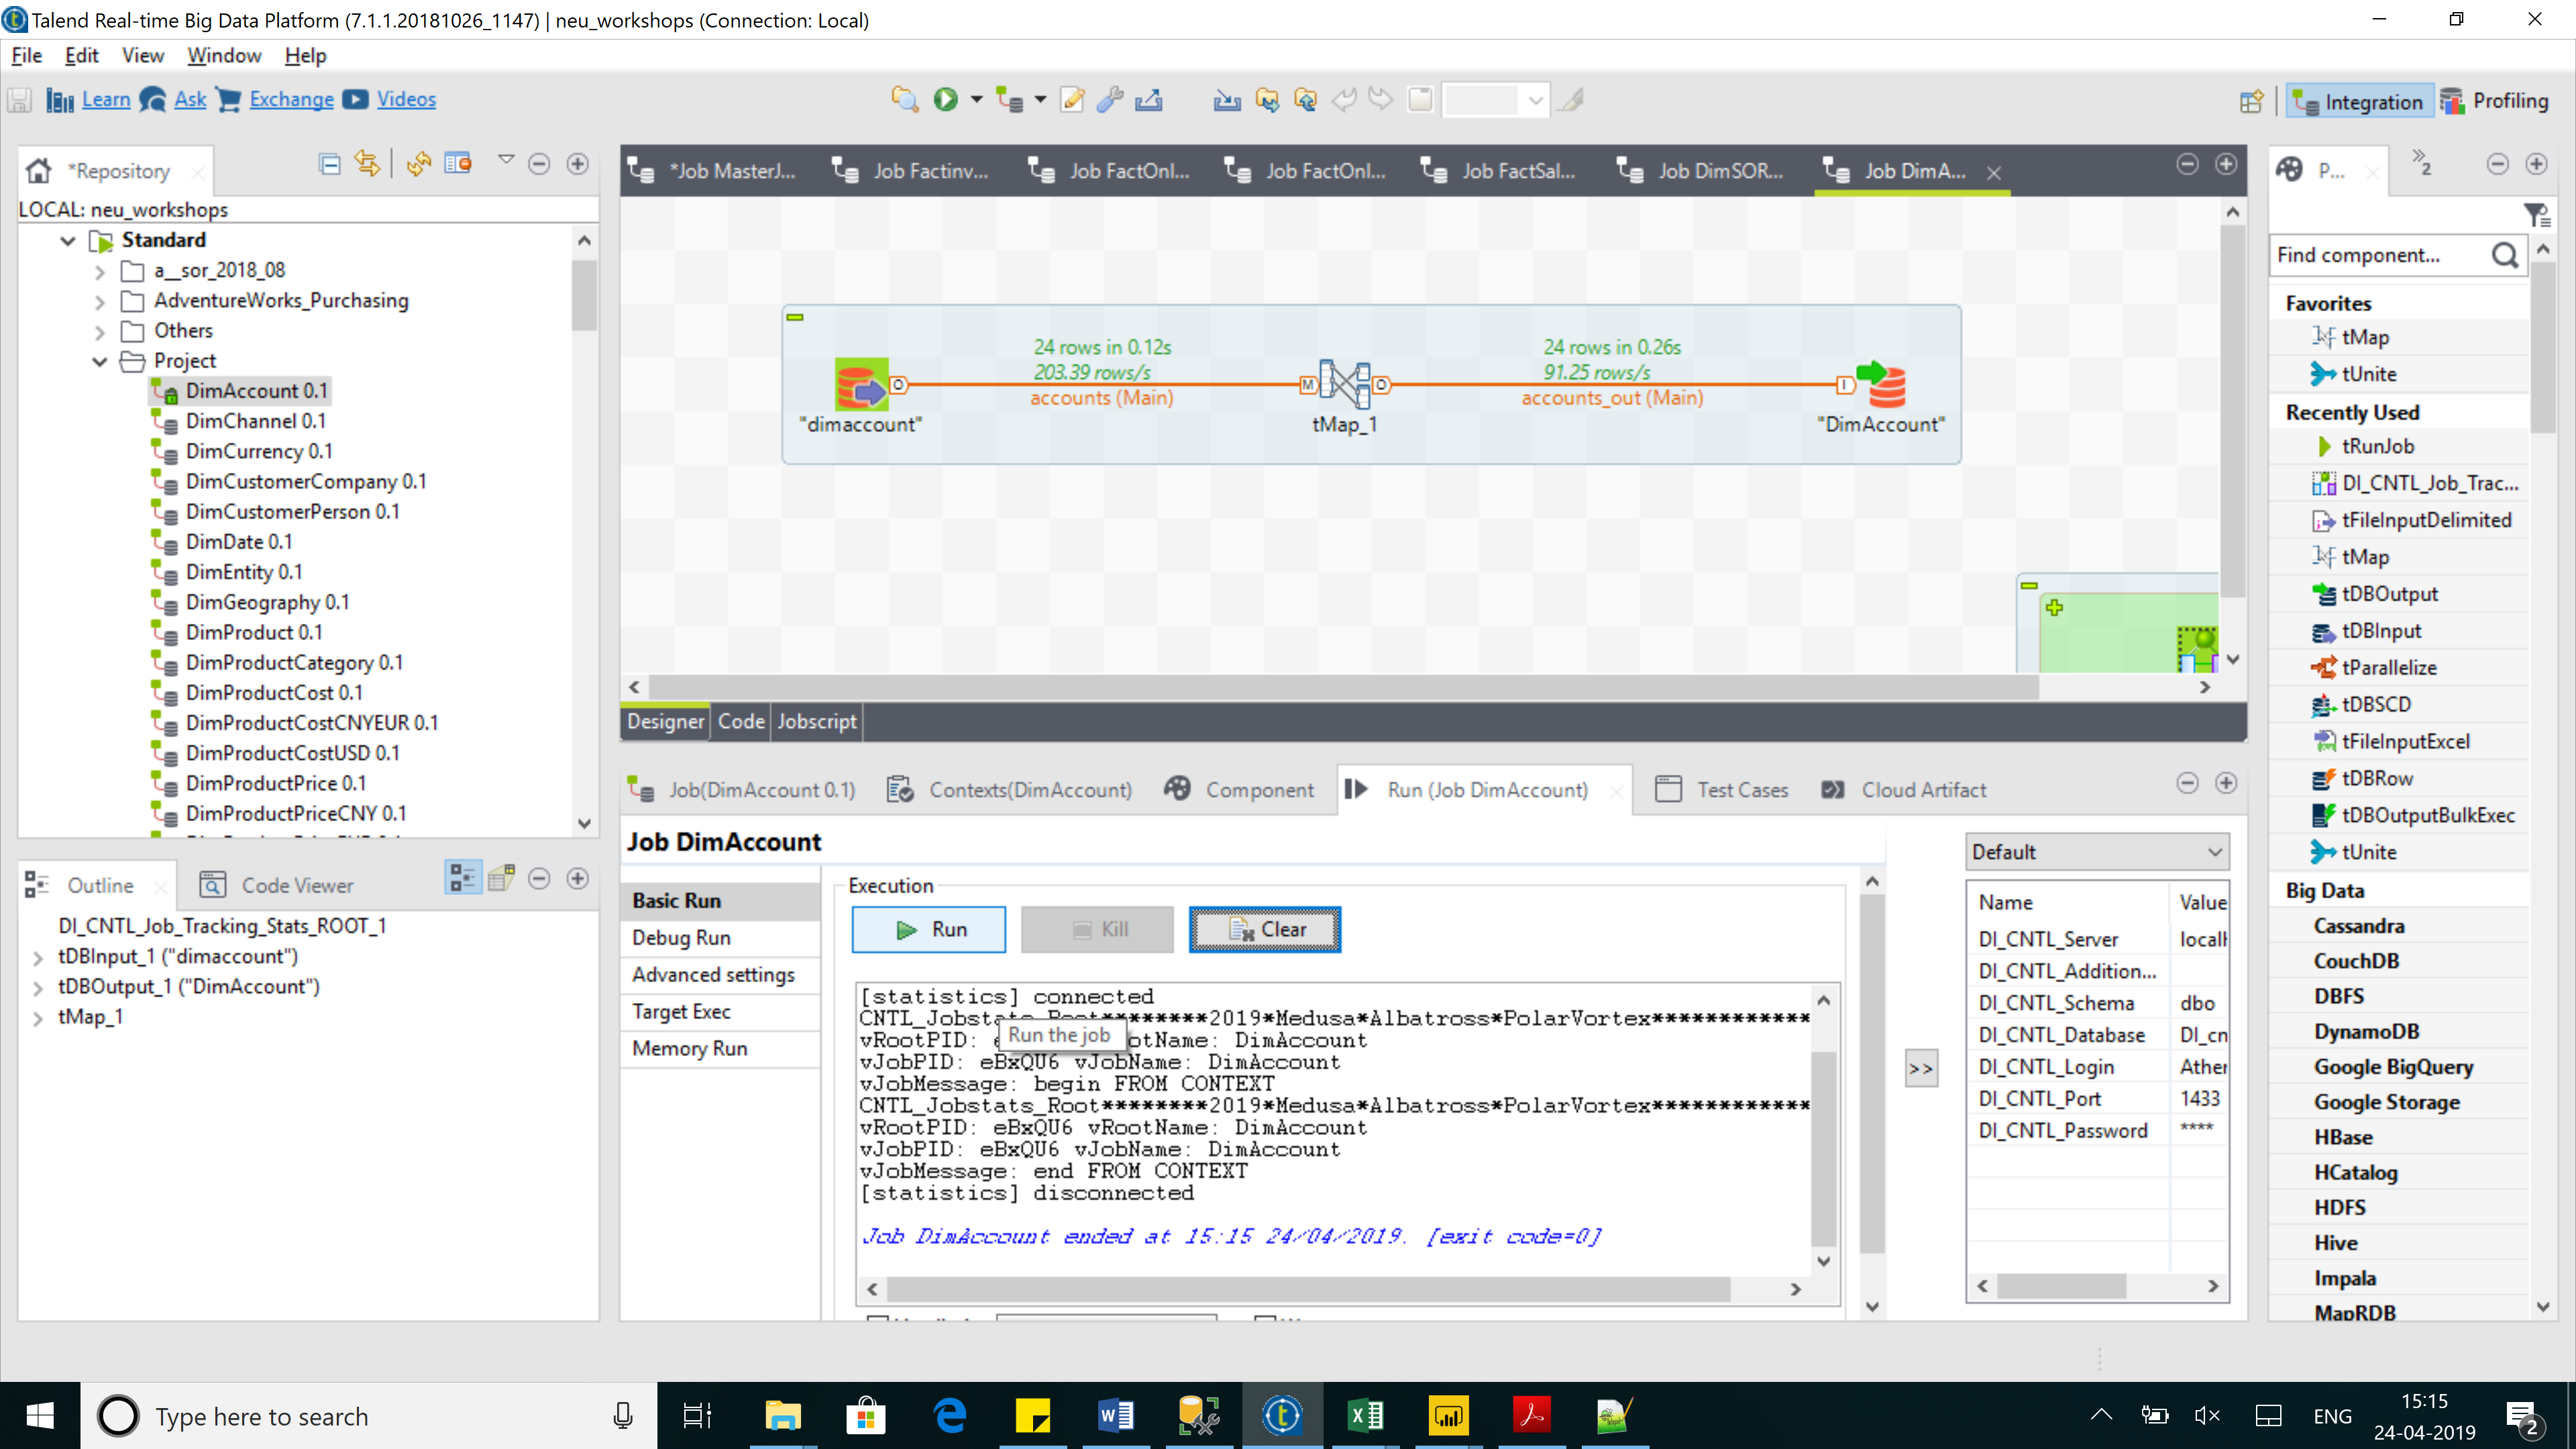 Talend Real-time Big Data Platform (7.1.1.20181026_1147) | neu_workshops (Connection: Local)
File Edit View Window Help
Learn Ask Exchange Videos
Integration Profiling
*Repository
LOCAL: neu_workshops
Standard
a__sor_2018_08
AdventureWorks_Purchasing
Others
Project
DimAccount 0.1
DimChannel 0.1
DimCurrency 0.1
DimCustomerCompany 0.1
DimCustomerPerson 0.1
DimDate 0.1
DimEntity 0.1
DimGeography 0.1
DimProduct 0.1
DimProductCategory 0.1
DimProductCost 0.1
DimProductCostCNYEUR 0.1
DimProductCostUSD 0.1
DimProductPrice 0.1
DimProductPriceCNY 0.1
Outline Code Viewer
DI_CNTL_Job_Tracking_Stats_ROOT_1
tDBInput_1 ("dimaccount")
tDBOutput_1 ("DimAccount")
tMap_1
*Job MasterJ... Job Factinv... Job FactOnl... Job FactOnl... Job FactSal... Job DimSOR... Job DimA...
24 rows in 0.12s
203.39 rows/s
accounts (Main)
24 rows in 0.26s
91.25 rows/s
accounts_out (Main)
M
O
O
I
"dimaccount"
tMap_1
"DimAccount"
Designer Code Jobscript
Job(DimAccount 0.1) Contexts(DimAccount) Component Run (Job DimAccount) Test Cases Cloud Artifact
Job DimAccount
Basic Run
Debug Run
Advanced settings
Target Exec
Memory Run
Execution
Run Kill Clear
[statistics] connected
CNTL_Jobstats_Root********2019*Medusa*Albatross*PolarVortex************
vRootPID: e
otName: DimAccount
Run the job
vJobPID: eBxQU6 vJobName: DimAccount
vJobMessage: begin FROM CONTEXT
CNTL_Jobstats_Root********2019*Medusa*Albatross*PolarVortex************
vRootPID: eBxQU6 vRootName: DimAccount
vJobPID: eBxQU6 vJobName: DimAccount
vJobMessage: end FROM CONTEXT
[statistics] disconnected
Job DimAccount ended at 15:15 24/04/2019. [exit code=0]
>>
Default
Name Value
DI_CNTL_Server localh
DI_CNTL_Addition...
DI_CNTL_Schema dbo
DI_CNTL_Database DI_cn
DI_CNTL_Login Ather
DI_CNTL_Port 1433
DI_CNTL_Password ****
P... 2
Find component...
Favorites
tMap
tUnite
Recently Used
tRunJob
DI_CNTL_Job_Trac...
tFileInputDelimited
tMap
tDBOutput
tDBInput
tParallelize
tDBSCD
tFileInputExcel
tDBRow
tDBOutputBulkExec
tUnite
Big Data
Cassandra
CouchDB
DBFS
DynamoDB
Google BigQuery
Google Storage
HBase
HCatalog
HDFS
Hive
Impala
MapRDB
Type here to search
ENG
15:15
24-04-2019
2